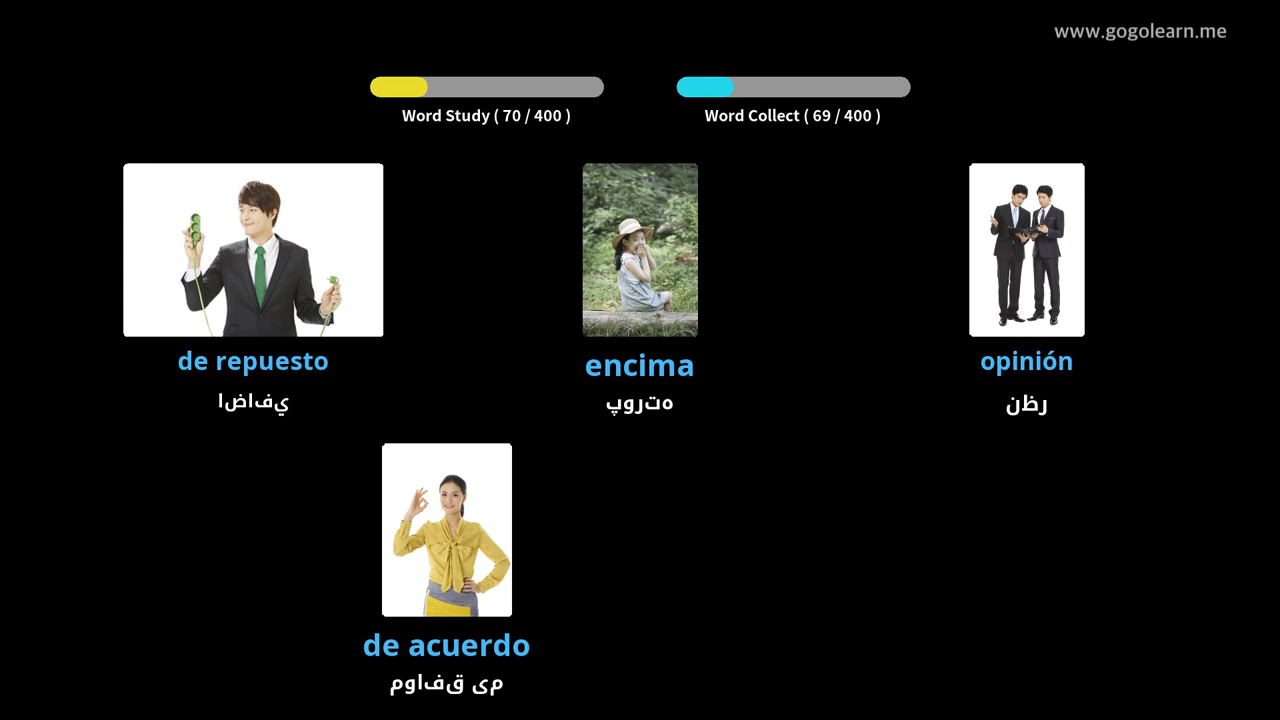 www.gogolearn.me
Word Study ( 70 / 400 )
Word Collect ( 69 / 400 )
de repuesto
يفاضا
encima
هتروپ
opinión
رظن
de acuerdo
می قفاوم